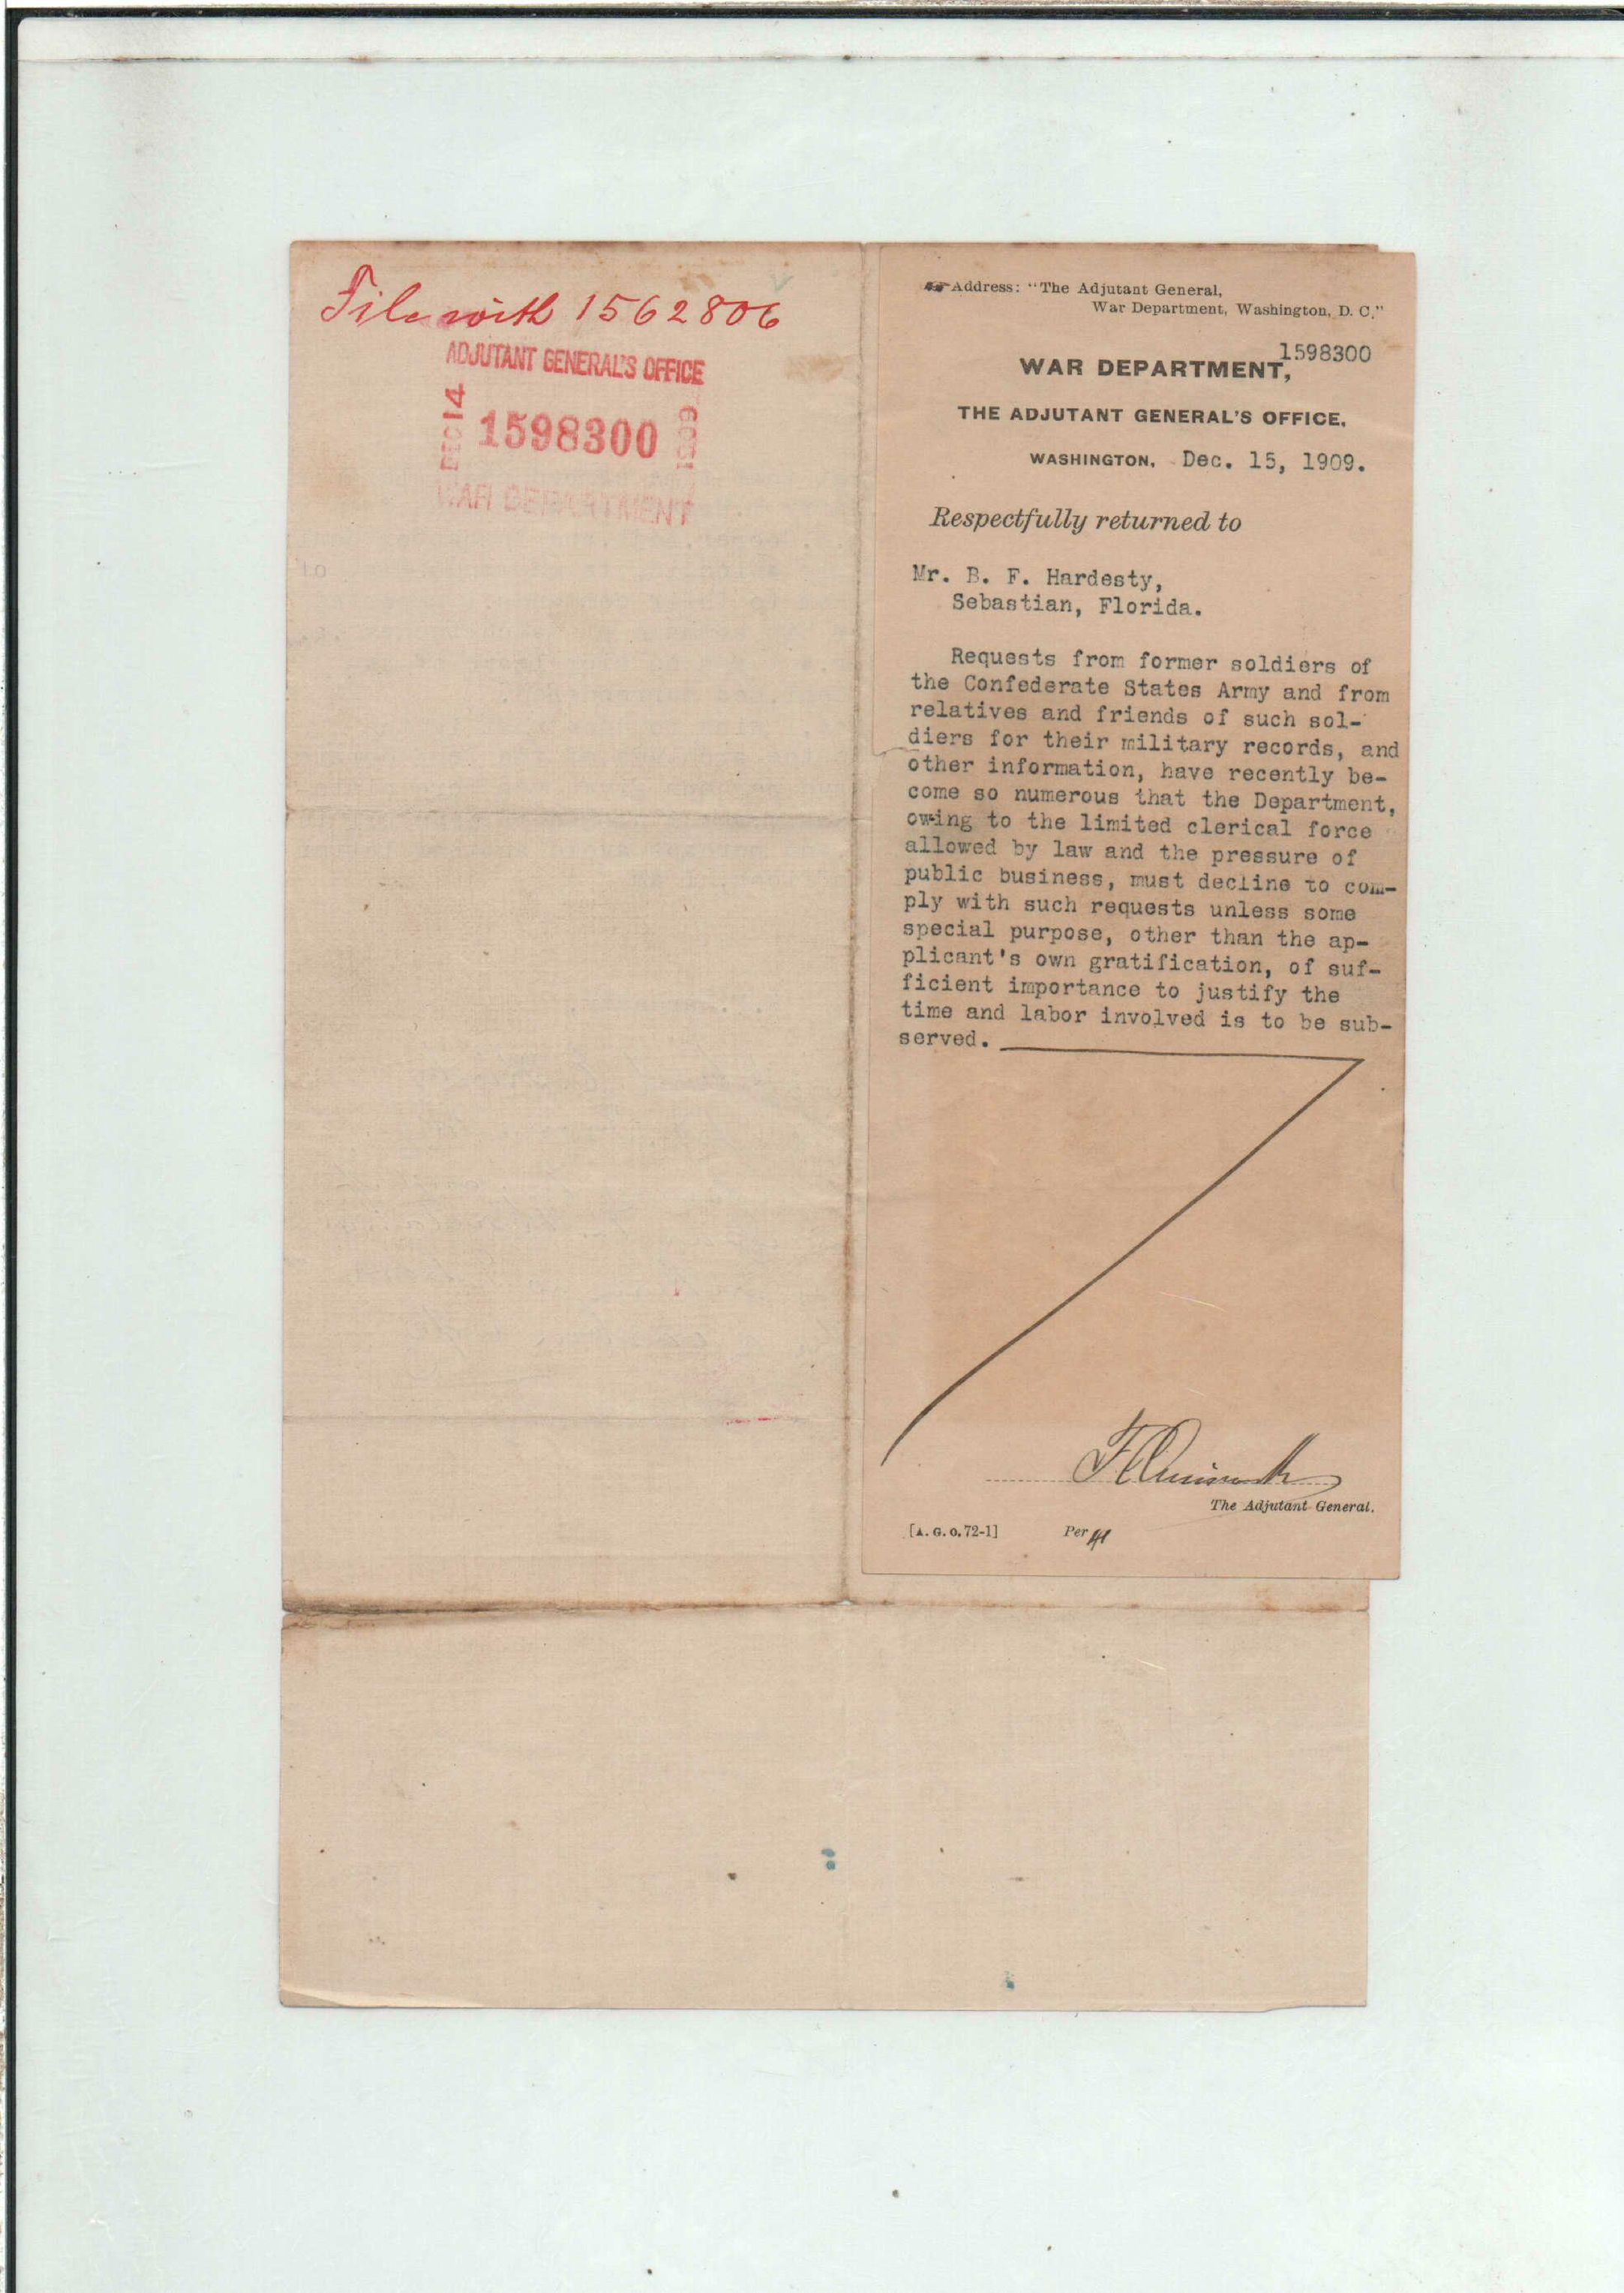 File with 1562806
ADJUTANT GENERAL'S OFFICE
DEC 14 1598300 1909
WAR DEPARTMENT
Address: "The Adjutant General,
War Department, Washington, D. C."
1598300
WAR DEPARTMENT,
THE ADJUTANT GENERAL'S OFFICE,
WASHINGTON, Dec. 15, 1909.
Respectfully returned to
Mr. B. F. Hardesty,
Sebastian, Florida.
Requests from former soldiers of
the Confederate States Army and from
relatives and friends of such sol-
diers for their military records, and
other information, have recently be-
come so numerous that the Department,
owing to the limited clerical force
allowed by law and the pressure of
public business, must decline to com-
ply with such requests unless some
special purpose, other than the ap-
plicant's own gratification, of suf-
ficient importance to justify the
time and labor involved is to be sub-
served.
The Adjutant General.
[A. G. O. 72-1] Per